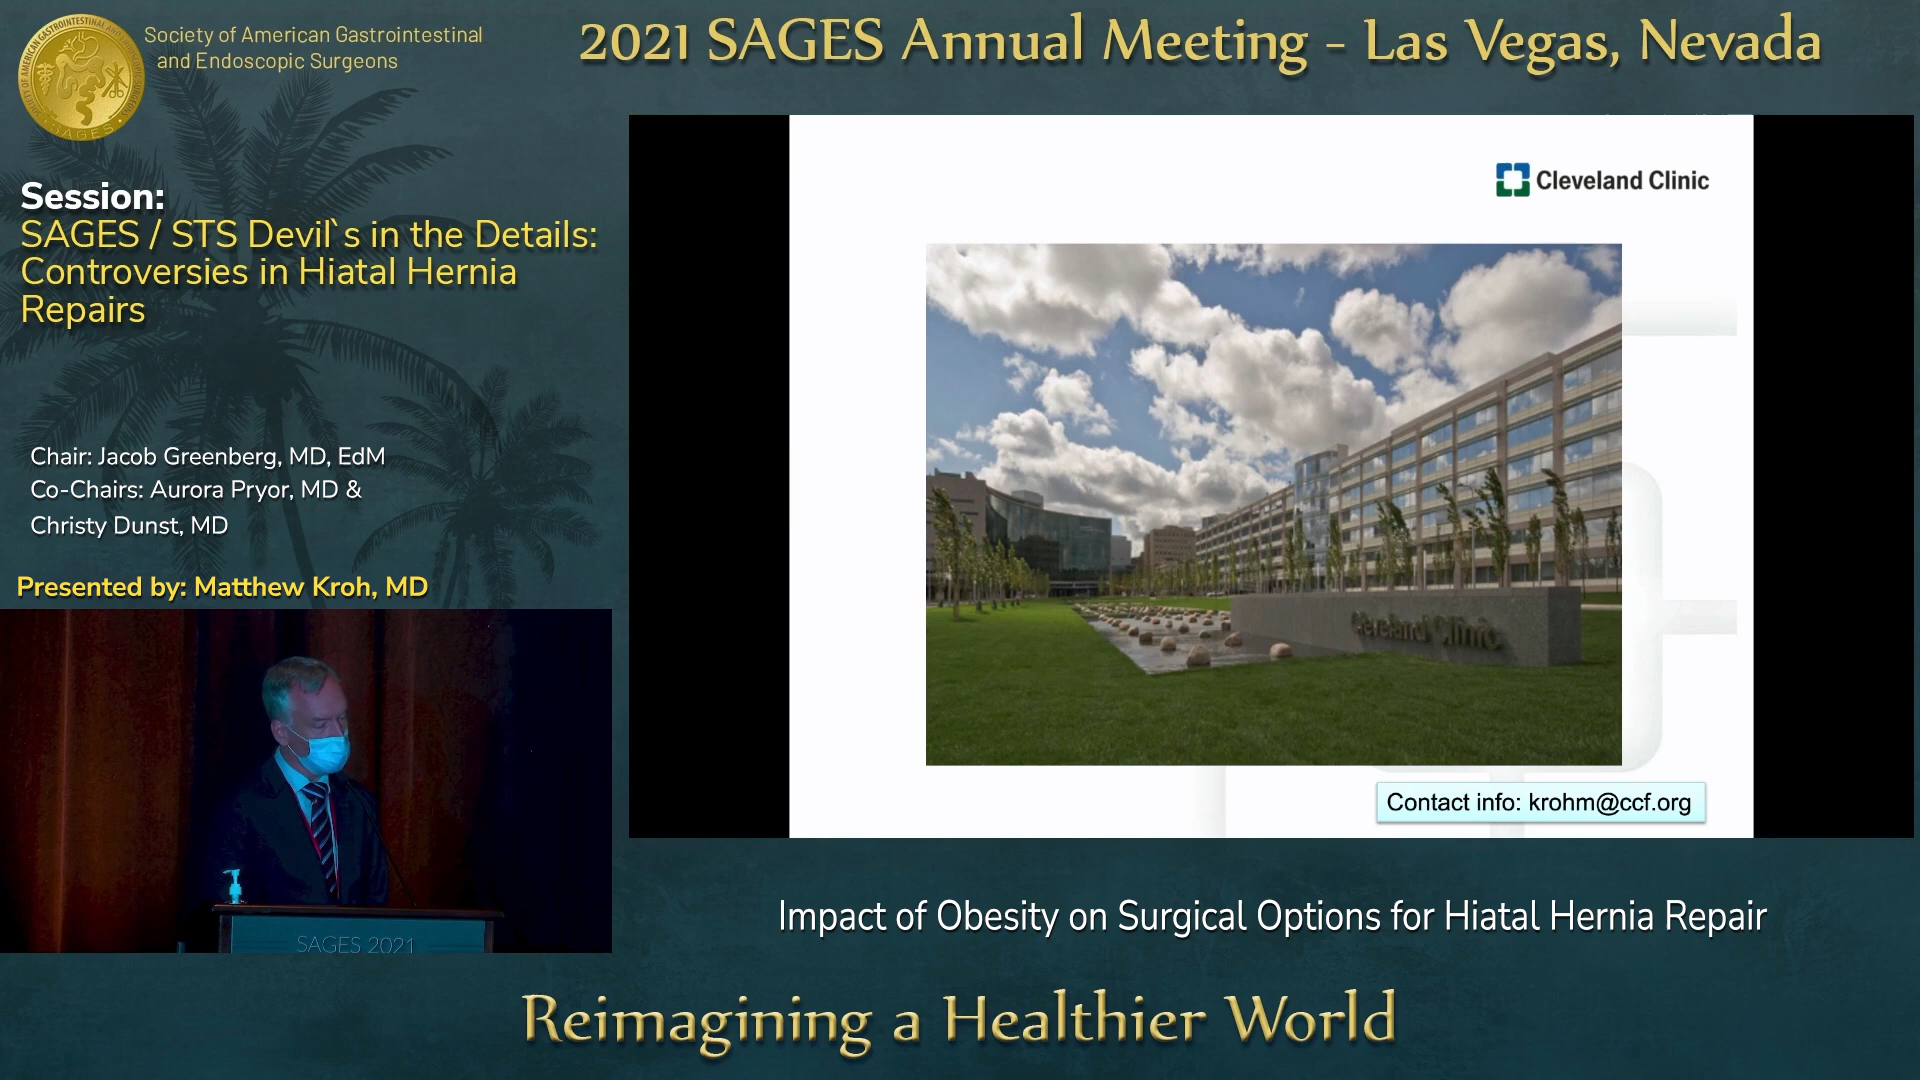 Society of American Gastrointestinal
and Endoscopic Surgeons
2021 SAGES Annual Meeting - Las Vegas, Nevada
SAGES
Session:
SAGES / STS Devil`s in the Details:
Controversies in Hiatal Hernia
Repairs
Chair: Jacob Greenberg, MD, EdM
Co-Chairs: Aurora Pryor, MD &
Christy Dunst, MD
Presented by: Matthew Kroh, MD
SAGES 2021
Cleveland Clinic
Cleveland Clinic
Contact info: krohm@ccf.org
Impact of Obesity on Surgical Options for Hiatal Hernia Repair
Reimagining a Healthier World